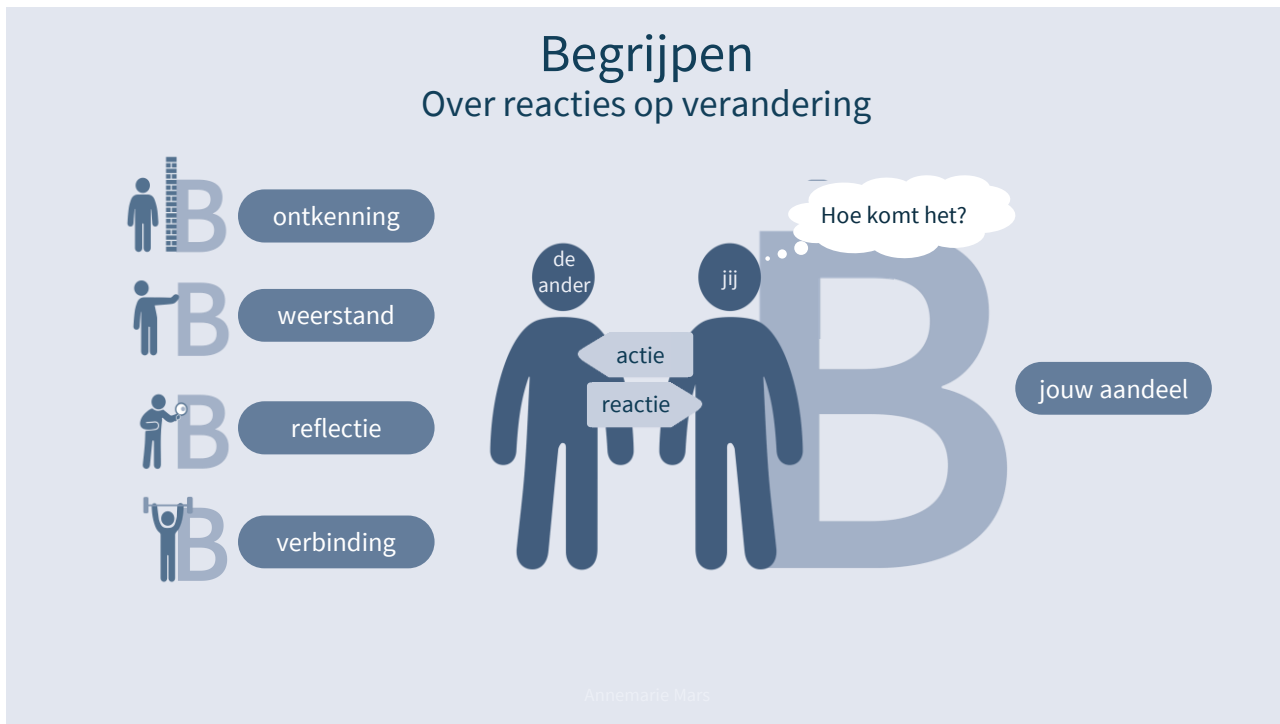 Begrijpen
Over reacties op verandering
B
ontkenning
B
weerstand
B
reflectie
B
verbinding
de
ander
jij
actie
reactie
Hoe komt het?
B
jouw aandeel
Annemarie Mars